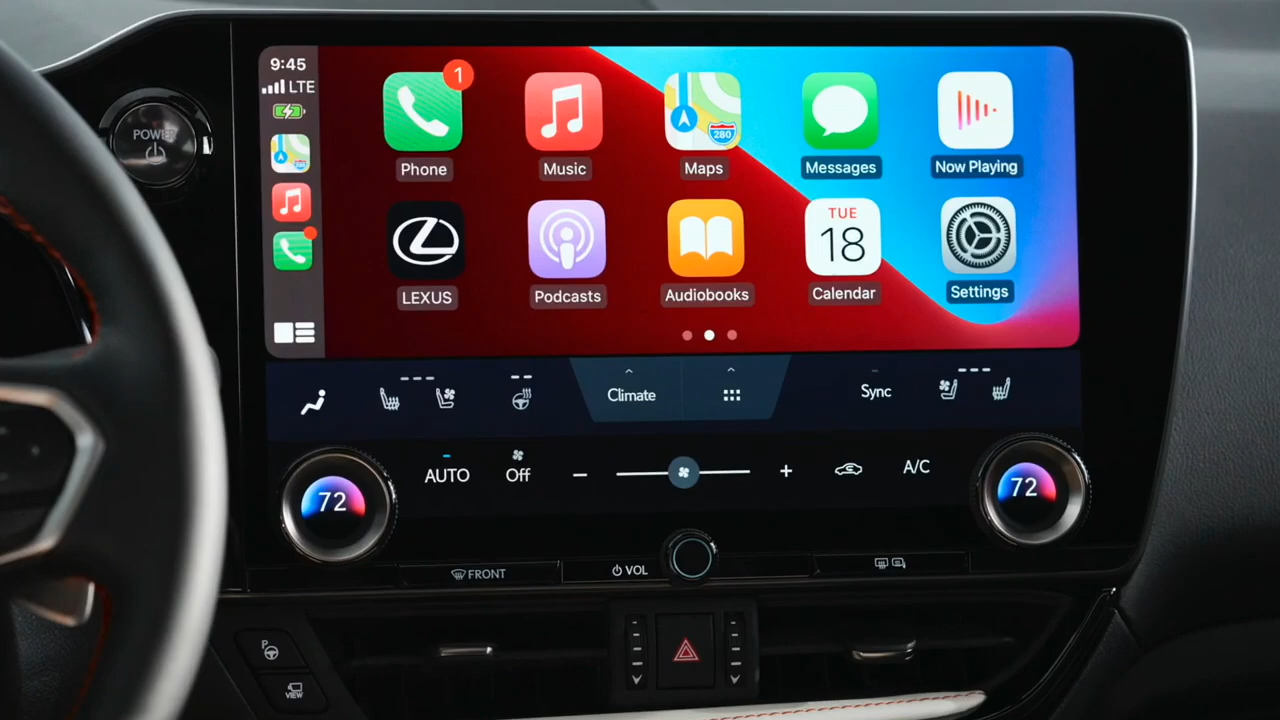 9:45
LTE
POWER
1
280
Phone
Music
Maps
Messages
Now Playing
TUE
18
LEXUS
Podcasts
Audiobooks
Calendar
Settings
Climate
Sync
AUTO
Off
−
+
A/C
72
72
FRONT
VOL
P
VIEW